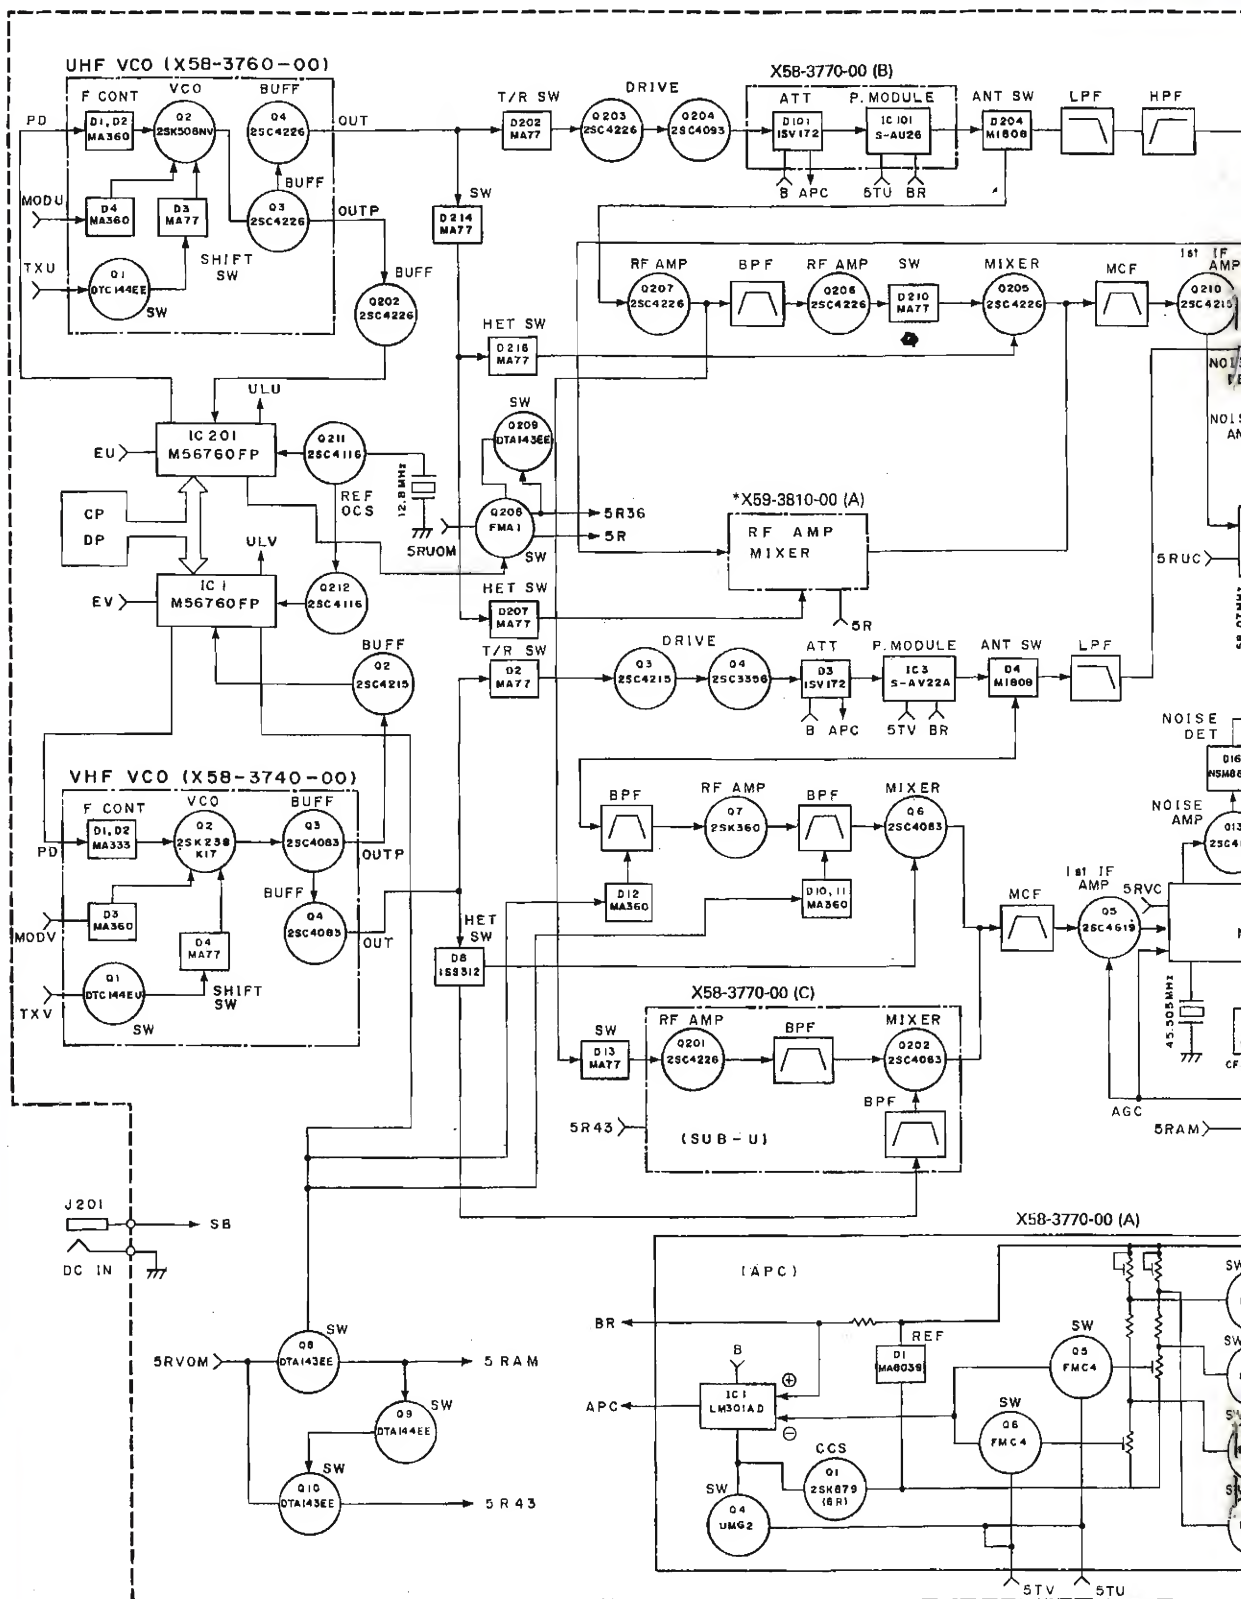 UHF VCO (X58-3760-00)
F CONT
VCO
BUFF
PD
D1, D2
MA360
Q2
2SK508NV
Q4
2SC4226
OUT
BUFF
MODU
D4
MA360
D3
MA77
Q3
2SC4226
OUTP
TXU
Q1
DTC144EE
SW
SHIFT
SW
BUFF
Q202
2SC4226
T/R SW
D202
MA77
DRIVE
Q203
2SC4226
Q204
2SC4093
X58-3770-00 (B)
ATT
D101
1SV172
P. MODULE
IC101
S-AU26
B
APC
5TU
BR
ANT SW
D204
MI808
LPF
HPF
SW
D214
MA77
RF AMP
Q207
2SC4226
BPF
RF AMP
2SC4226
SW
D210
MA77
MIXER
Q205
2SC4226
MCF
1st IF
AMP
Q210
2SC4215
HET SW
D216
MA77
ULU
EU
IC201
M56760FP
Q211
2SC4116
REF
OCS
12.8MHz
SW
Q209
DTA143EE
FMA1
SW
5RUOM
5R36
5R
*X59-3810-00 (A)
RF AMP
MIXER
5R
5RUC
CP
DP
ULV
EV
IC1
M56760FP
Q212
2SC4116
HET SW
D207
MA77
BUFF
Q2
2SC4215
T/R SW
D2
MA77
DRIVE
Q3
2SC4215
Q4
2SC3356
ATT
D3
1SV172
B
APC
P. MODULE
IC3
S-AV22A
5TV
BR
ANT SW
D4
MI808
LPF
NOISE
DET
D16
NOISE
AMP
VHF VCO (X58-3740-00)
F CONT
VCO
BUFF
PD
D1, D2
MA333
Q2
2SK238
K17
Q3
2SC4083
OUTP
BUFF
Q4
2SC4083
OUT
MODV
D3
MA360
D4
MA77
TXV
Q1
DTC144EU
SW
SHIFT
SW
BPF
RF AMP
Q7
2SK360
BPF
MIXER
Q6
2SC4083
D12
MA360
D10, 11
MA360
HET
SW
D8
1SS312
MCF
1st IF
AMP
Q5
2SC4619
5RVC
45.505MHz
AGC
5RAM
X58-3770-00 (C)
SW
D13
MA77
RF AMP
Q201
2SC4226
BPF
MIXER
Q202
2SC4083
BPF
5R43
(SUB-U)
J201
SB
DC IN
5RVOM
Q8
DTA143EE
SW
5RAM
Q9
DTA144EE
SW
Q10
DTA143EE
SW
5R43
X58-3770-00 (A)
(APC)
BR
B
IC1
LM301AD
⊕
⊖
APC
REF
D1
MA8039
SW
Q5
FMC4
SW
Q6
FMC4
CCS
Q1
2SK879
SW
Q4
UMG2
5TV
5TU